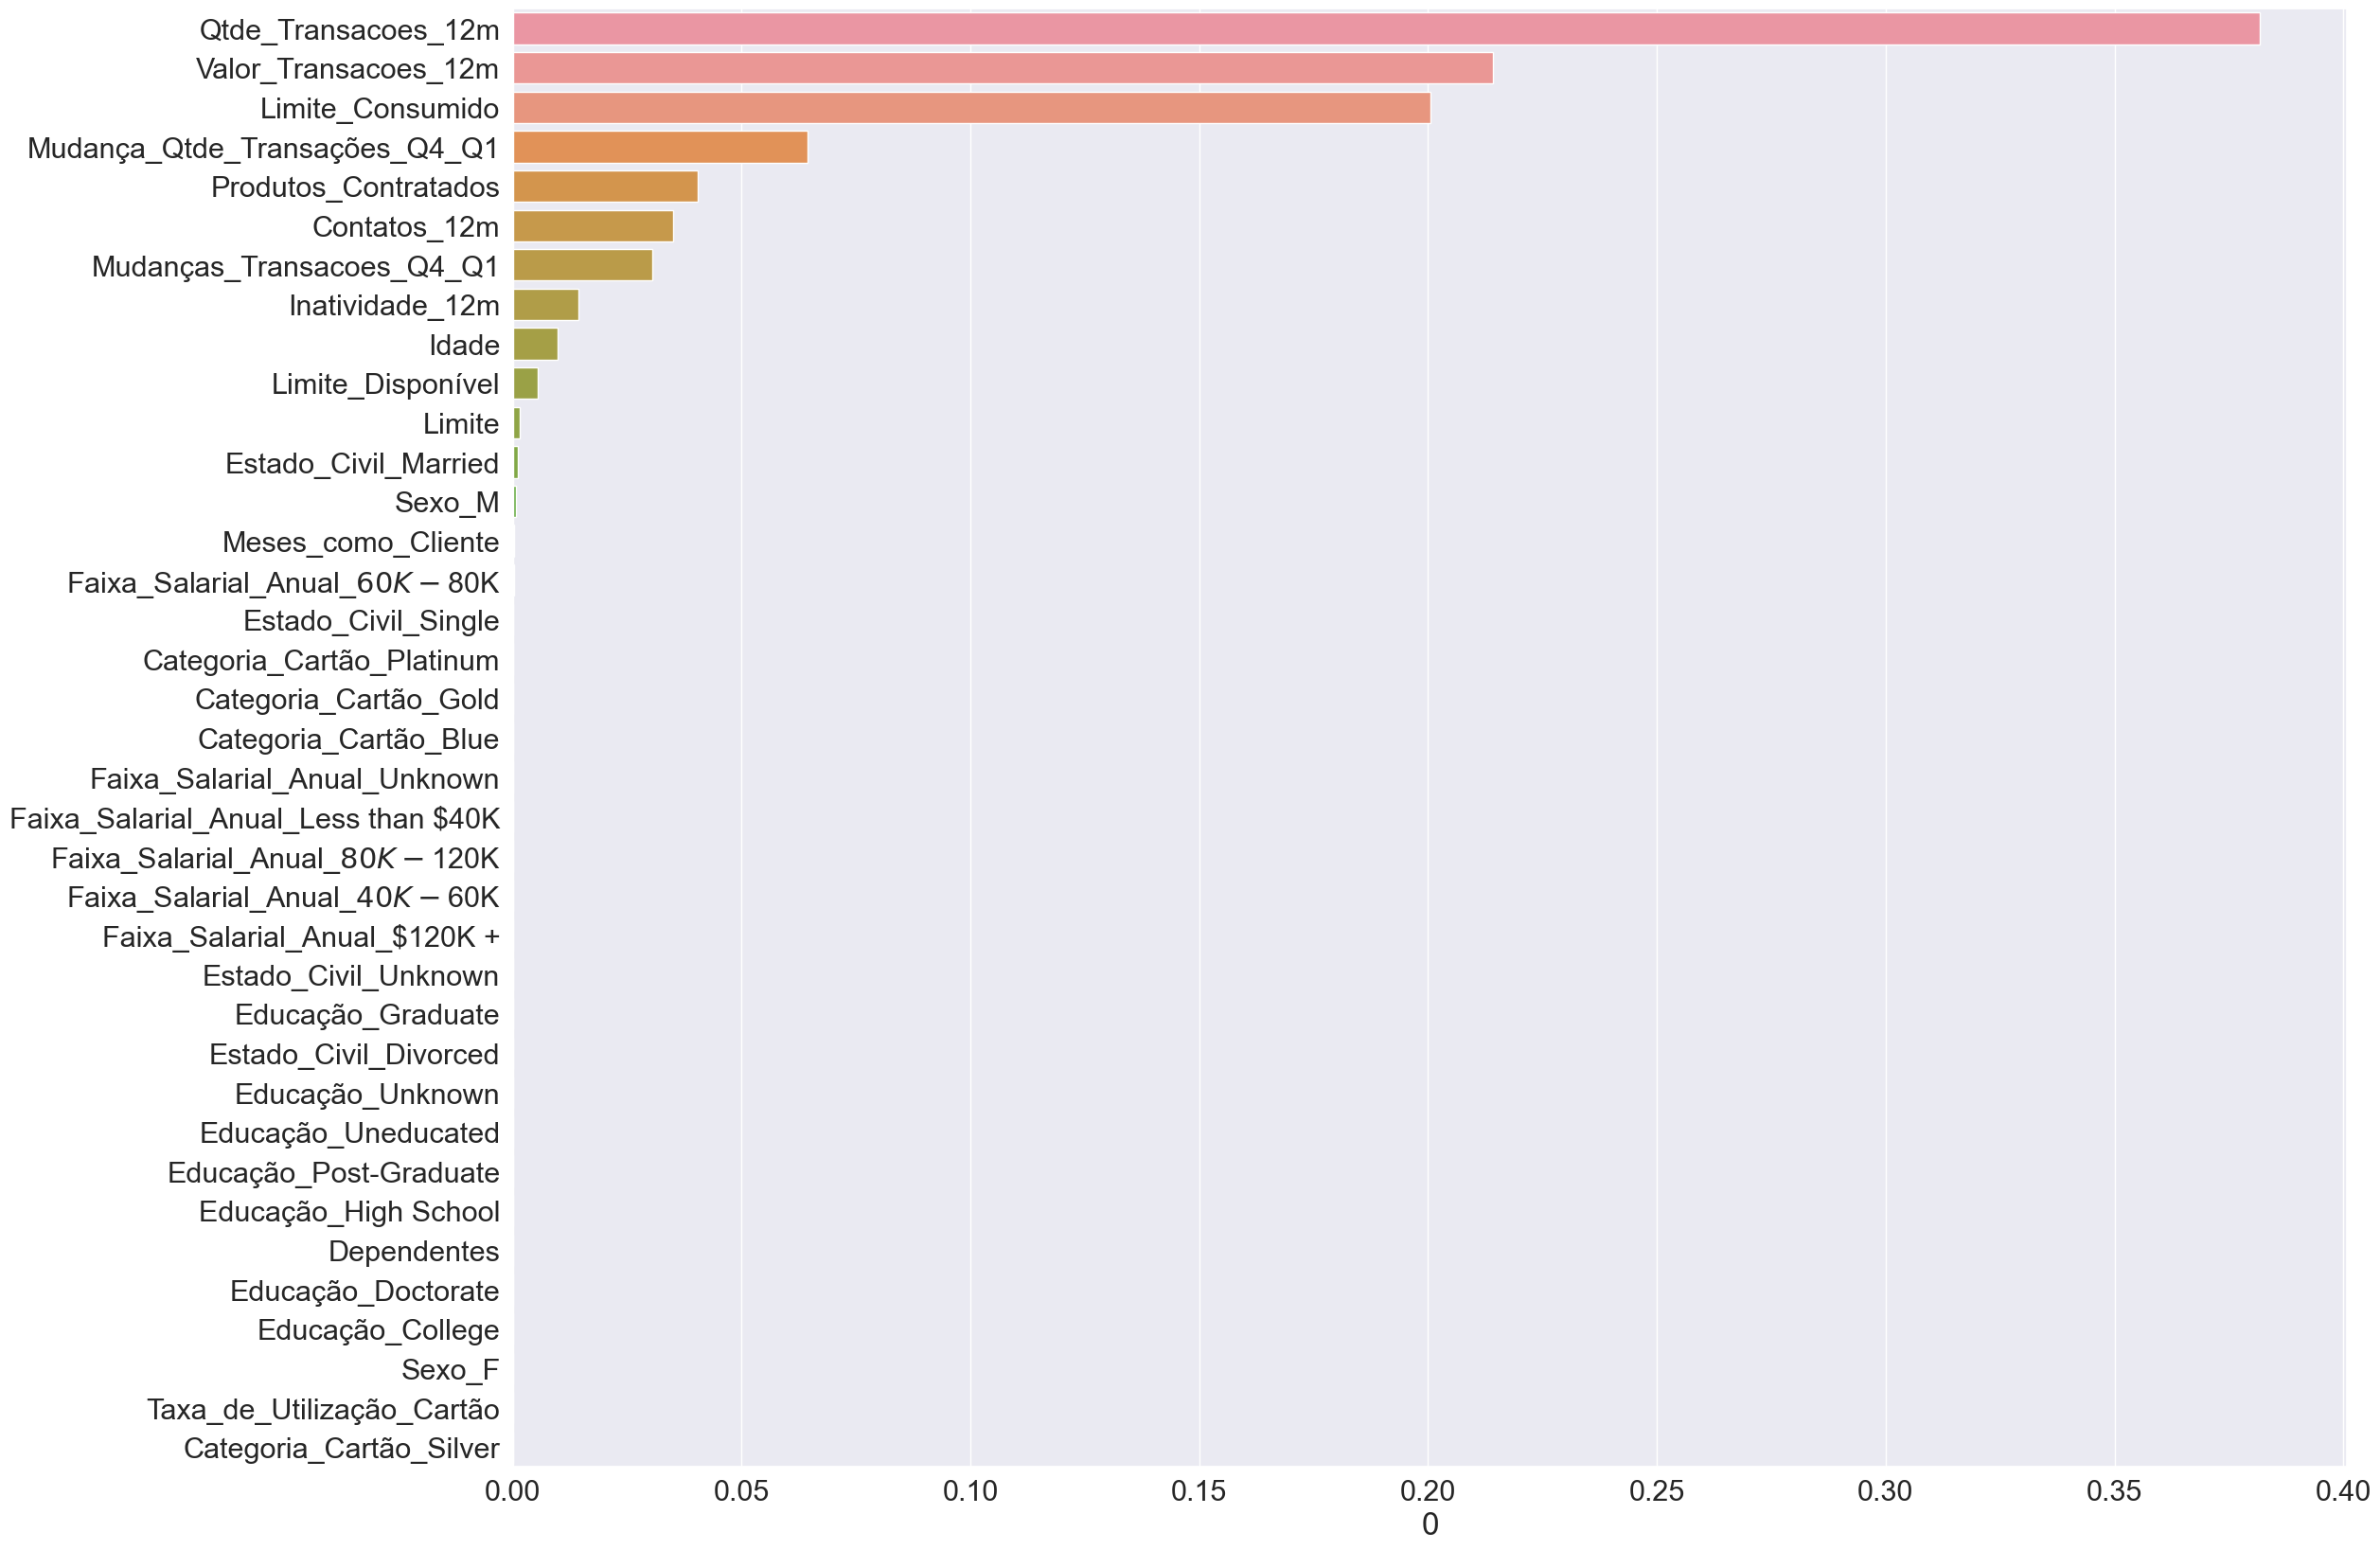 Qtde_Transacoes_12m
Valor_Transacoes_12m
Limite_Consumido
Mudança_Qtde_Transações_Q4_Q1
Produtos_Contratados
Contatos_12m
Mudanças_Transacoes_Q4_Q1
Inatividade_12m
Idade
Limite_Disponível
Limite
Estado_Civil_Married
Sexo_M
Meses_como_Cliente
Faixa_Salarial_Anual_60K − 80K
Estado_Civil_Single
Categoria_Cartão_Platinum
Categoria_Cartão_Gold
Categoria_Cartão_Blue
Faixa_Salarial_Anual_Unknown
Faixa_Salarial_Anual_Less than $40K
Faixa_Salarial_Anual_80K − 120K
Faixa_Salarial_Anual_40K − 60K
Faixa_Salarial_Anual_$120K +
Estado_Civil_Unknown
Educação_Graduate
Estado_Civil_Divorced
Educação_Unknown
Educação_Uneducated
Educação_Post-Graduate
Educação_High School
Dependentes
Educação_Doctorate
Educação_College
Sexo_F
Taxa_de_Utilização_Cartão
Categoria_Cartão_Silver
0.00 0.05 0.10 0.15 0.20 0.25 0.30 0.35 0.40
0